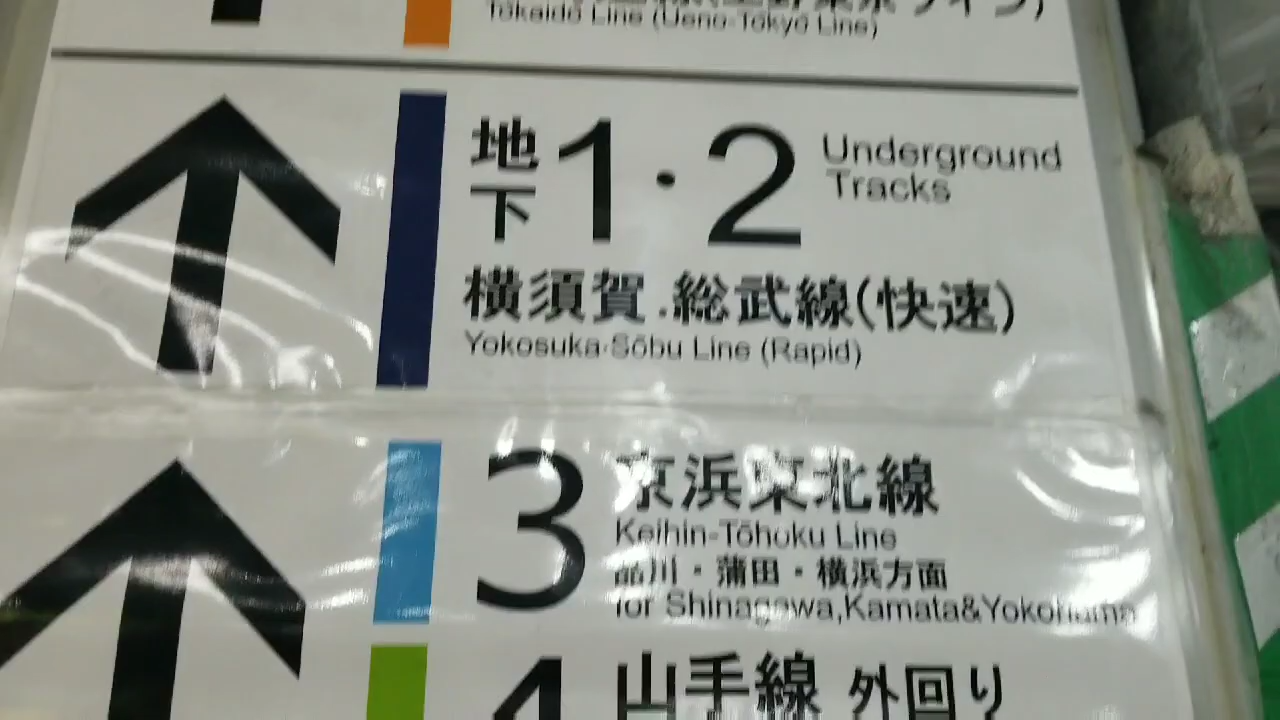 Tōkaidō Line (Ueno-Tōkyō Line)
地下 1・2 Underground Tracks
横須賀・総武線(快速)
Yokosuka·Sōbu Line (Rapid)
3 京浜東北線
Keihin-Tōhoku Line
品川・蒲田・横浜方面
for Shinagawa,Kamata&Yokohama
4 山手線 外回り